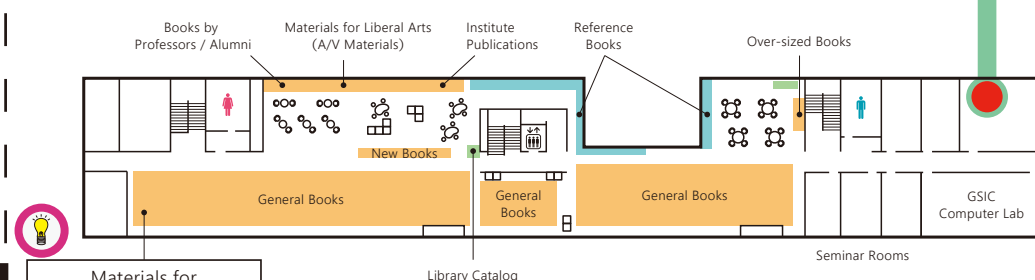 Books by
Professors / Alumni
Materials for Liberal Arts
(A/V Materials)
Institute
Publications
Reference
Books
Over-sized Books
New Books
General Books
General
Books
General Books
GSIC
Computer Lab
Seminar Rooms
Materials for
Library Catalog